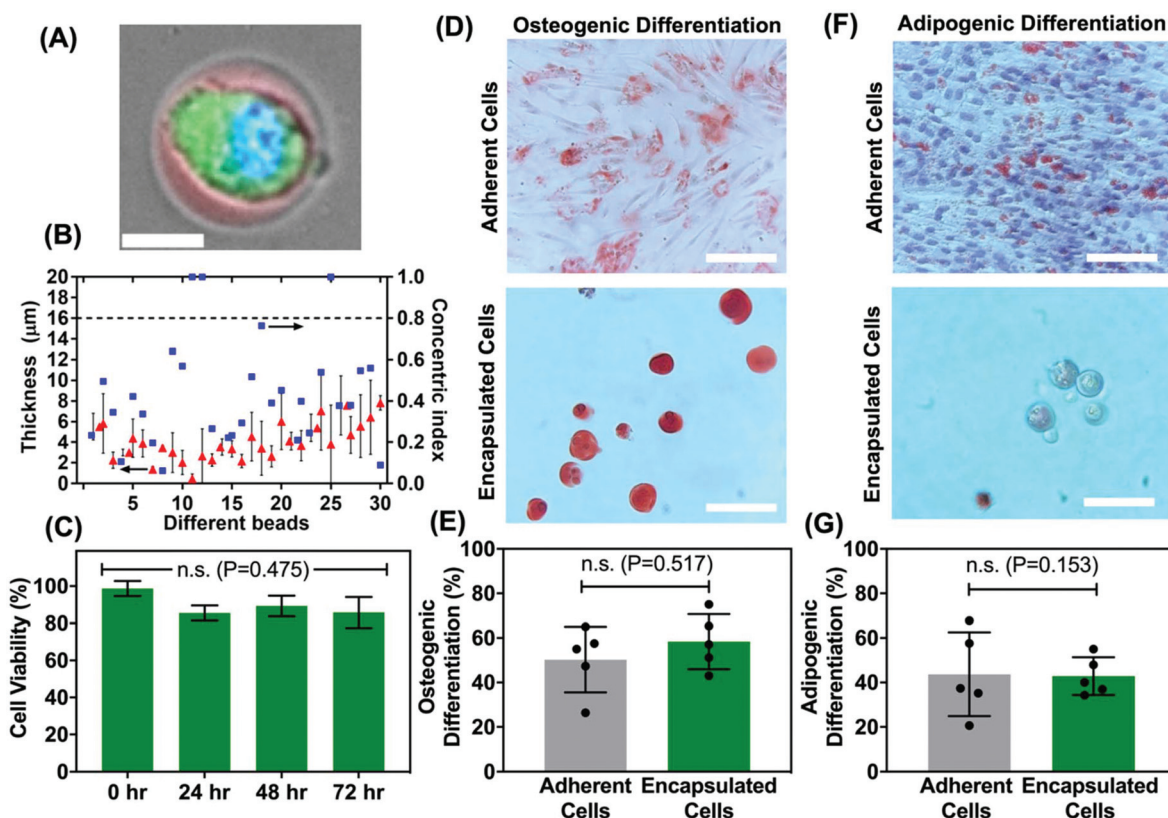 (A)
(B)
20
18
16
14
12
10
8
6
4
2
0
Thickness (μm)
1.0
0.8
0.6
0.4
0.2
0.0
Concentric index
5
10
15
20
25
30
Different beads
(C)
n.s. (P=0.475)
100
80
60
40
20
0
Cell Viability (%)
0 hr
24 hr
48 hr
72 hr
(D)
Osteogenic Differentiation
Adherent Cells
Encapsulated Cells
(E)
100
80
60
40
20
0
Osteogenic
Differentiation (%)
n.s. (P=0.517)
Adherent
Cells
Encapsulated
Cells
(F)
Adipogenic Differentiation
Adherent Cells
Encapsulated Cells
(G)
100
80
60
40
20
0
Adipogenic
Differentiation (%)
n.s. (P=0.153)
Adherent
Cells
Encapsulated
Cells